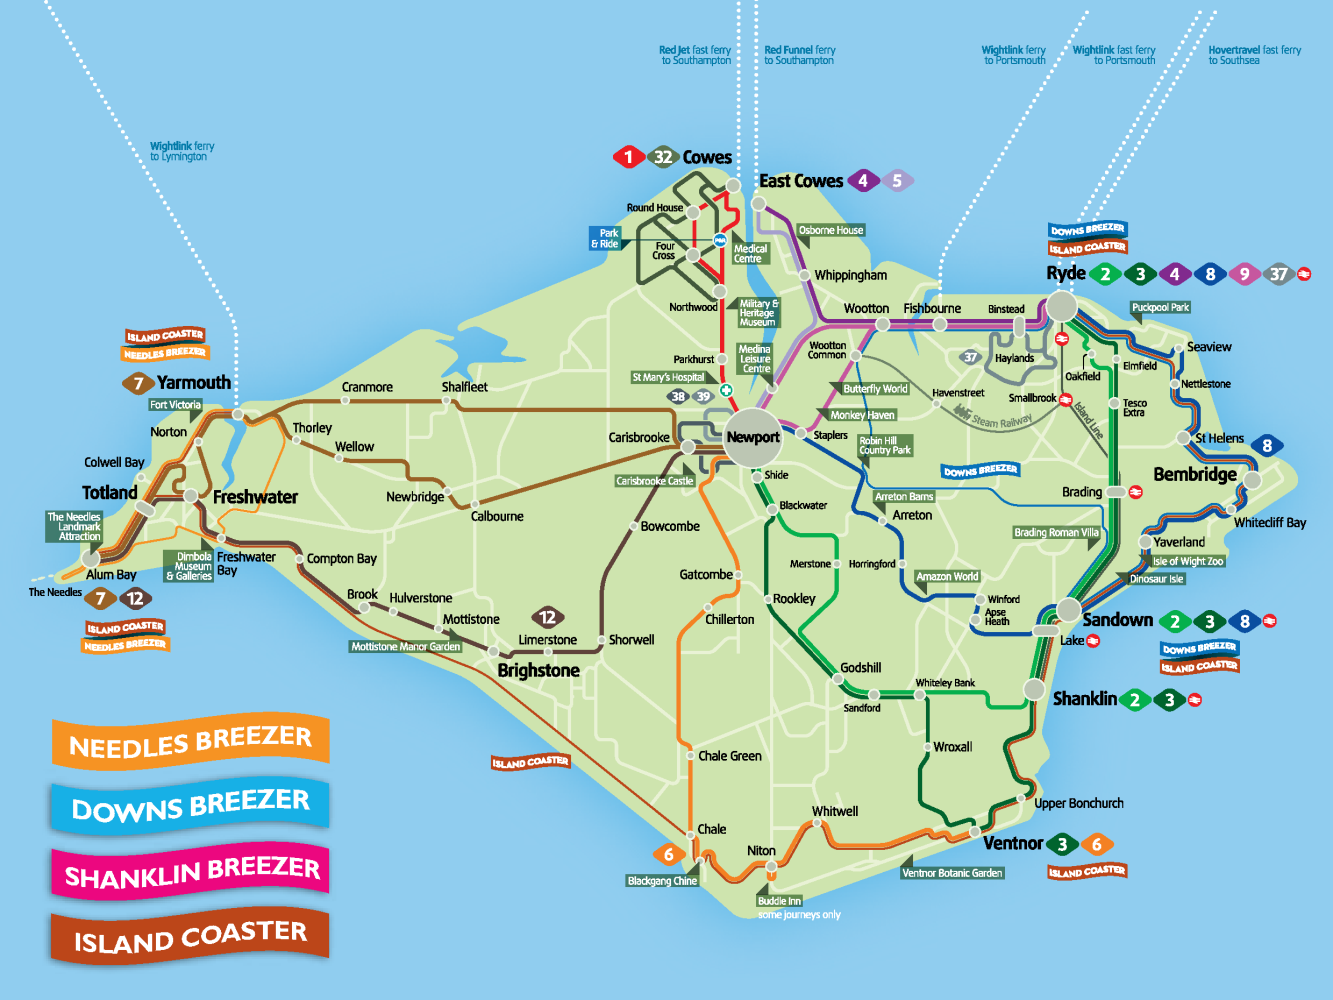 Red Jet fast ferry
to Southampton
Red Funnel ferry
to Southampton
Wightlink ferry
to Portsmouth
Wightlink fast ferry
to Portsmouth
Hovertravel fast ferry
to Southsea
Wightlink ferry
to Lymington
1 32 Cowes
East Cowes 4 5
Round House
Park
& Ride
P&R
Four
Cross
Medical
Centre
Osborne House
Whippingham
Northwood
Military &
Heritage
Museum
DOWNS BREEZER
ISLAND COASTER
Ryde 2 3 4 8 9 37
Wootton
Fishbourne
Binstead
Puckpool Park
ISLAND COASTER
NEEDLES BREEZER
7 Yarmouth
Fort Victoria
Parkhurst
Medina
Leisure
Centre
Wootton
Common
37
Haylands
Seaview
Elmfield
Oakfield
Nettlestone
St Mary's Hospital
38 39
Butterfly World
Havenstreet
Smallbrook
Steam Railway
Island Line
Tesco
Extra
Cranmore
Shalfleet
Monkey Haven
Norton
Thorley
Wellow
Carisbrooke
Newport
Staplers
Robin Hill
Country Park
St Helens
8
Colwell Bay
Totland
Freshwater
Newbridge
Calbourne
Carisbrooke Castle
Shide
DOWNS BREEZER
Bembridge
Brading
Arreton Barns
Arreton
Blackwater
Whitecliff Bay
The Needles
Landmark
Attraction
Bowcombe
Brading Roman Villa
Yaverland
Isle of Wight Zoo
Dinosaur Isle
Dimbola
Museum
& Galleries
Freshwater
Bay
Compton Bay
Alum Bay
The Needles
7 12
ISLAND COASTER
NEEDLES BREEZER
Gatcombe
Merstone
Horringford
Amazon World
Brook
Hulverstone
Mottistone
Mottistone Manor Garden
12
Limerstone
Shorwell
Brighstone
Chillerton
Rookley
Winford
Apse
Heath
Sandown 2 3 8
Lake
DOWNS BREEZER
ISLAND COASTER
Godshill
Sandford
Whiteley Bank
Shanklin 2 3
NEEDLES BREEZER
ISLAND COASTER
Chale Green
Wroxall
DOWNS BREEZER
Chale
Whitwell
Upper Bonchurch
SHANKLIN BREEZER
6
Blackgang Chine
Niton
Ventnor 3 6
ISLAND COASTER
Ventnor Botanic Garden
Buddle Inn
some journeys only
ISLAND COASTER